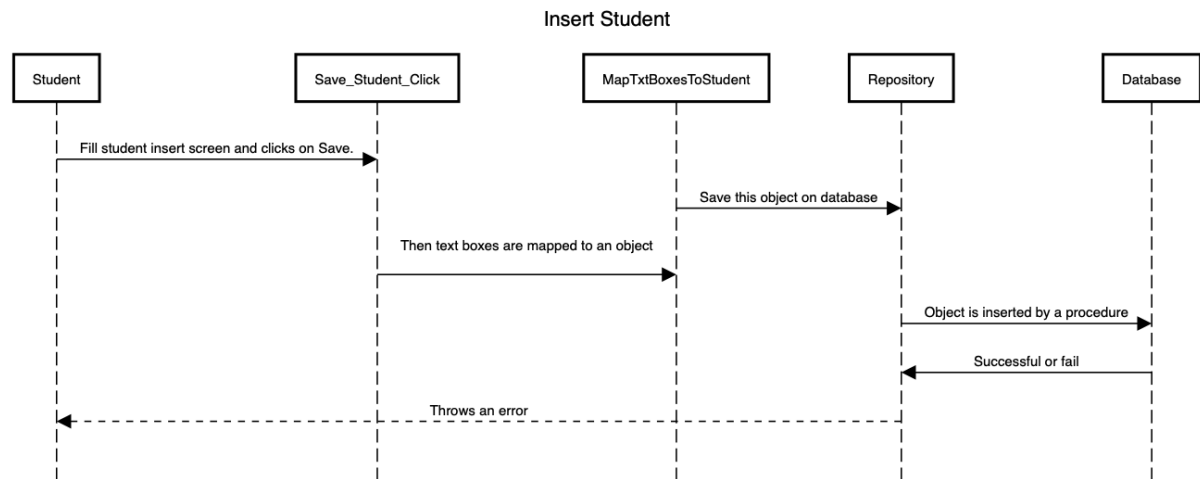 Insert Student
Student
Save_Student_Click
MapTxtBoxesToStudent
Repository
Database
Fill student insert screen and clicks on Save.
Save this object on database
Then text boxes are mapped to an object
Object is inserted by a procedure
Successful or fail
Throws an error